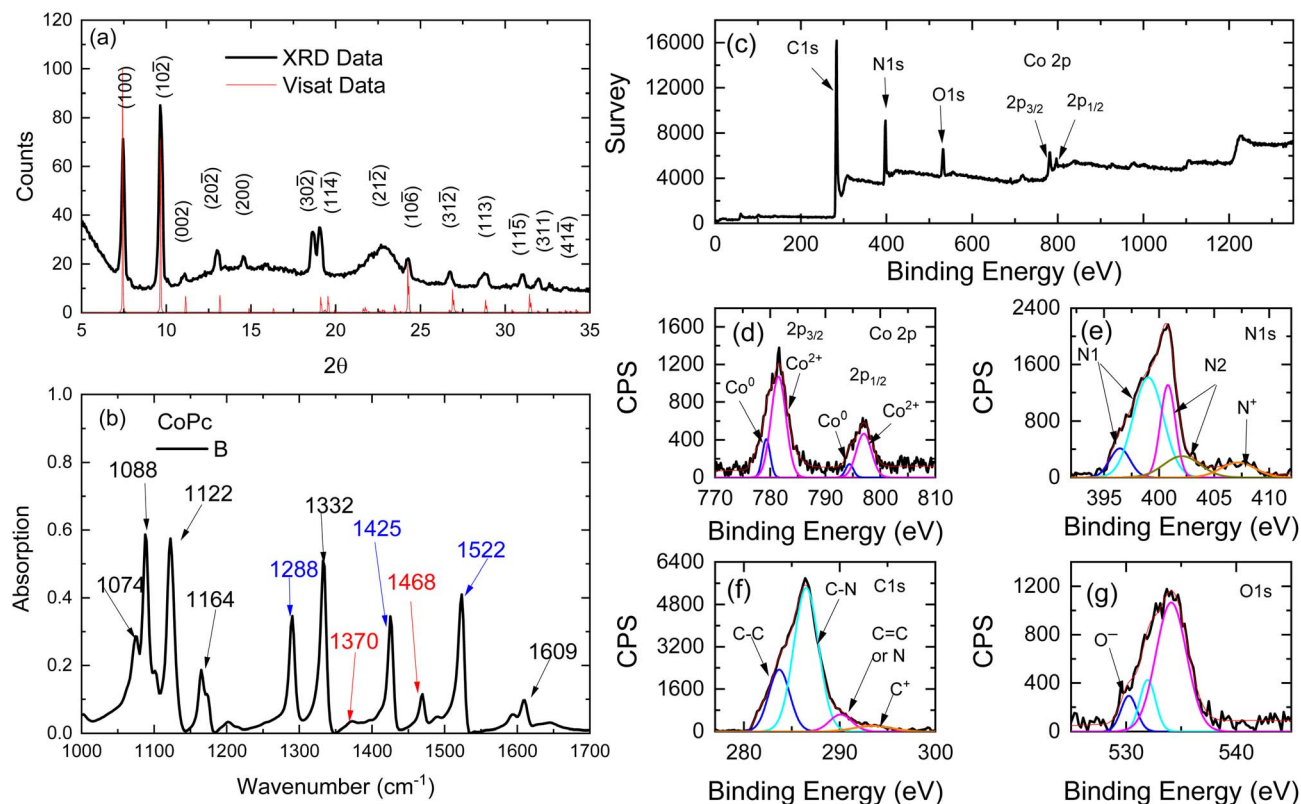 (a)
XRD Data
Visat Data
(100)
(102̅)
(002)
(202̅)
(200)
(302̅)
(114̅)
(212̅)
(106̅)
(312̅)
(113)
(115̅)
(311)
(414̅)
Counts
0 20 40 60 80 100 120
5 10 15 20 25 30 35
2θ
(b)
CoPc
B
1074
1088
1122
1164
1288
1332
1370
1425
1468
1522
1609
Absorption
0.0 0.2 0.4 0.6 0.8 1.0
1000 1100 1200 1300 1400 1500 1600 1700
Wavenumber (cm⁻¹)
(c)
C1s
N1s
O1s
Co 2p
2p₃/₂
2p₁/₂
Survey
0 4000 8000 12000 16000
0 200 400 600 800 1000 1200
Binding Energy (eV)
(d)
2p₃/₂
Co 2p
Co²⁺
Co⁰
2p₁/₂
Co⁰
Co²⁺
CPS
0 400 800 1200 1600
770 780 790 800 810
Binding Energy (eV)
(e)
N1s
N1
N2
N⁺
CPS
0 800 1600 2400
395 400 405 410
Binding Energy (eV)
(f)
C1s
C-N
C-C
C=C
or N
C⁺
CPS
0 1600 3200 4800 6400
280 285 290 295 300
Binding Energy (eV)
(g)
O1s
O⁻
CPS
0 300 600 900 1200
530 540
Binding Energy (eV)